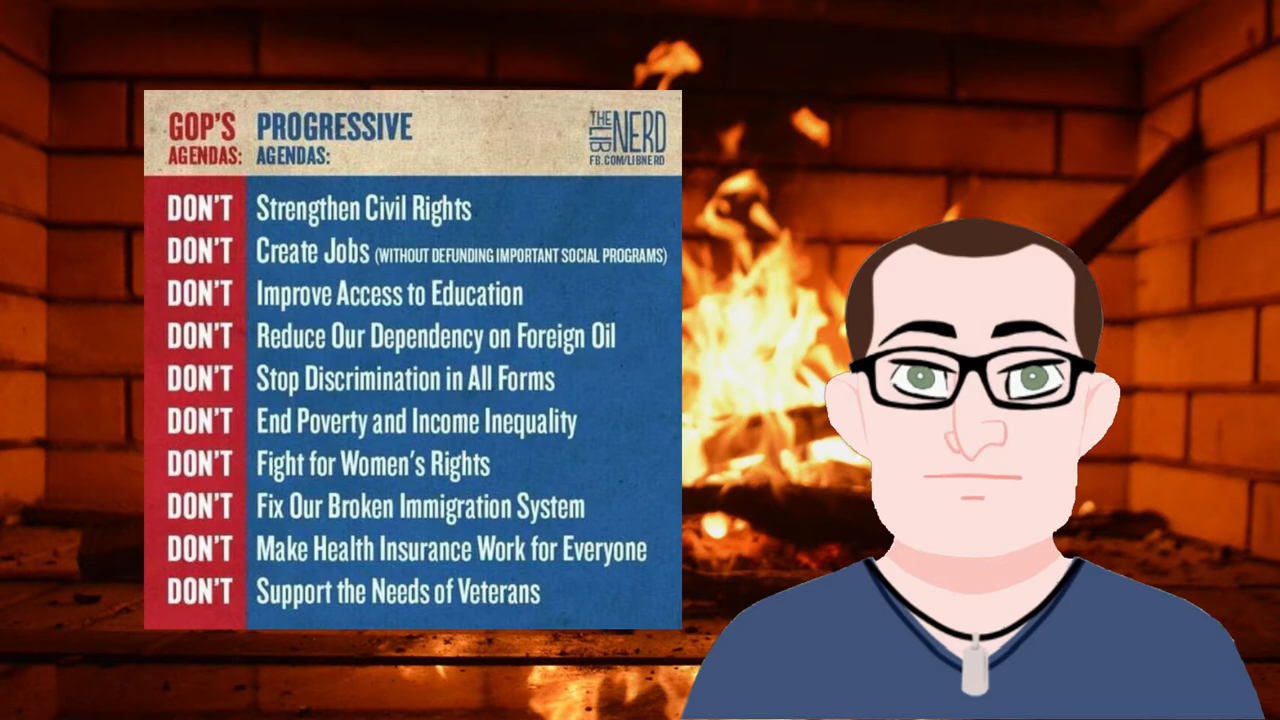 GOP'S
AGENDAS:
PROGRESSIVE
AGENDAS:
THE LIB NERD
FB.COM/LIBNERD
DON'T Strengthen Civil Rights
DON'T Create Jobs (WITHOUT DEFUNDING IMPORTANT SOCIAL PROGRAMS)
DON'T Improve Access to Education
DON'T Reduce Our Dependency on Foreign Oil
DON'T Stop Discrimination in All Forms
DON'T End Poverty and Income Inequality
DON'T Fight for Women's Rights
DON'T Fix Our Broken Immigration System
DON'T Make Health Insurance Work for Everyone
DON'T Support the Needs of Veterans